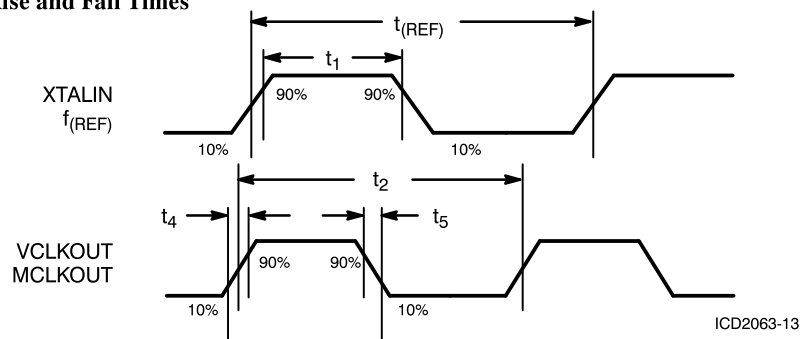 Rise and Fall Times
t(REF)
t1
XTALIN
f(REF)
90%
90%
10%
10%
t2
t4
t5
VCLKOUT
MCLKOUT
90%
90%
10%
10%
ICD2063-13